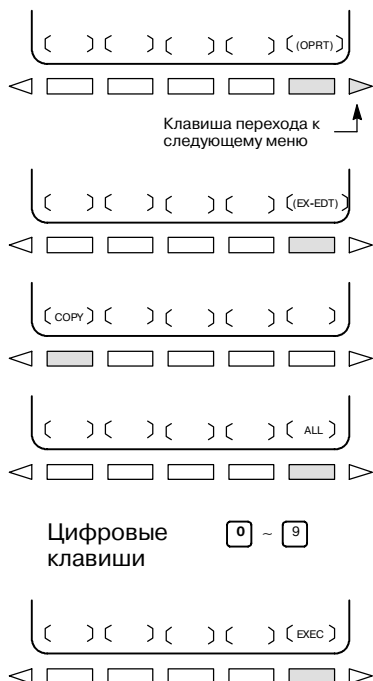 (OPRT)
Клавиша перехода к
следующему меню
(EX-EDT)
COPY
ALL
Цифровые
клавиши
0 ~ 9
EXEC